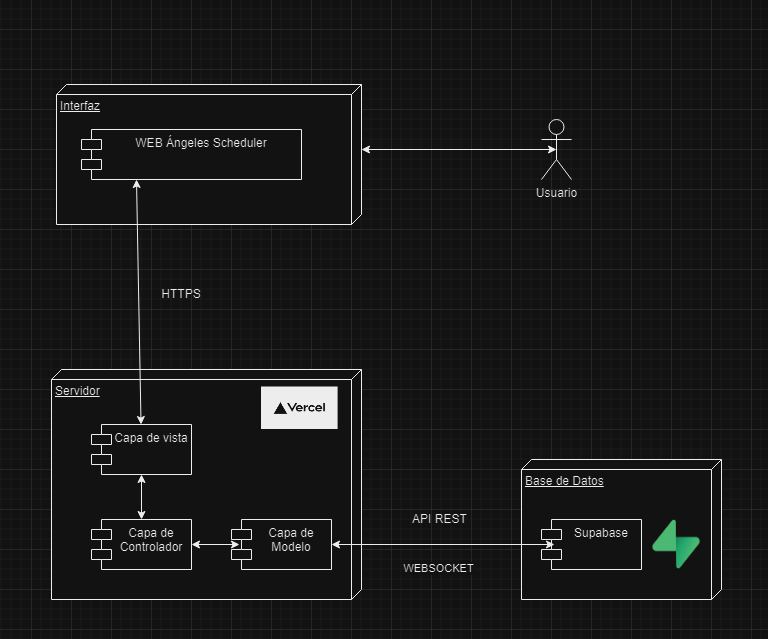 Interfaz
WEB Ángeles Scheduler
Usuario
HTTPS
Servidor
Vercel
Capa de vista
Capa de
Controlador
Capa de
Modelo
API REST
WEBSOCKET
Base de Datos
Supabase